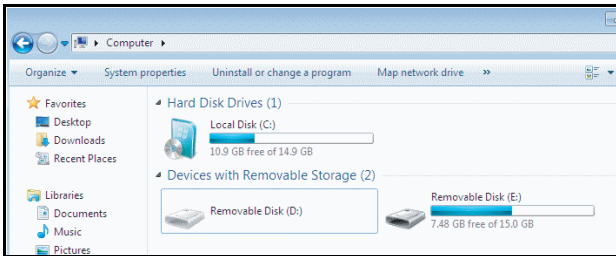 Computer
Organize System properties Uninstall or change a program Map network drive »
Favorites
Desktop
Downloads
Recent Places
Libraries
Documents
Music
Pictures
Hard Disk Drives (1)
Local Disk (C:)
10.9 GB free of 14.9 GB
Devices with Removable Storage (2)
Removable Disk (D:)
Removable Disk (E:)
7.48 GB free of 15.0 GB